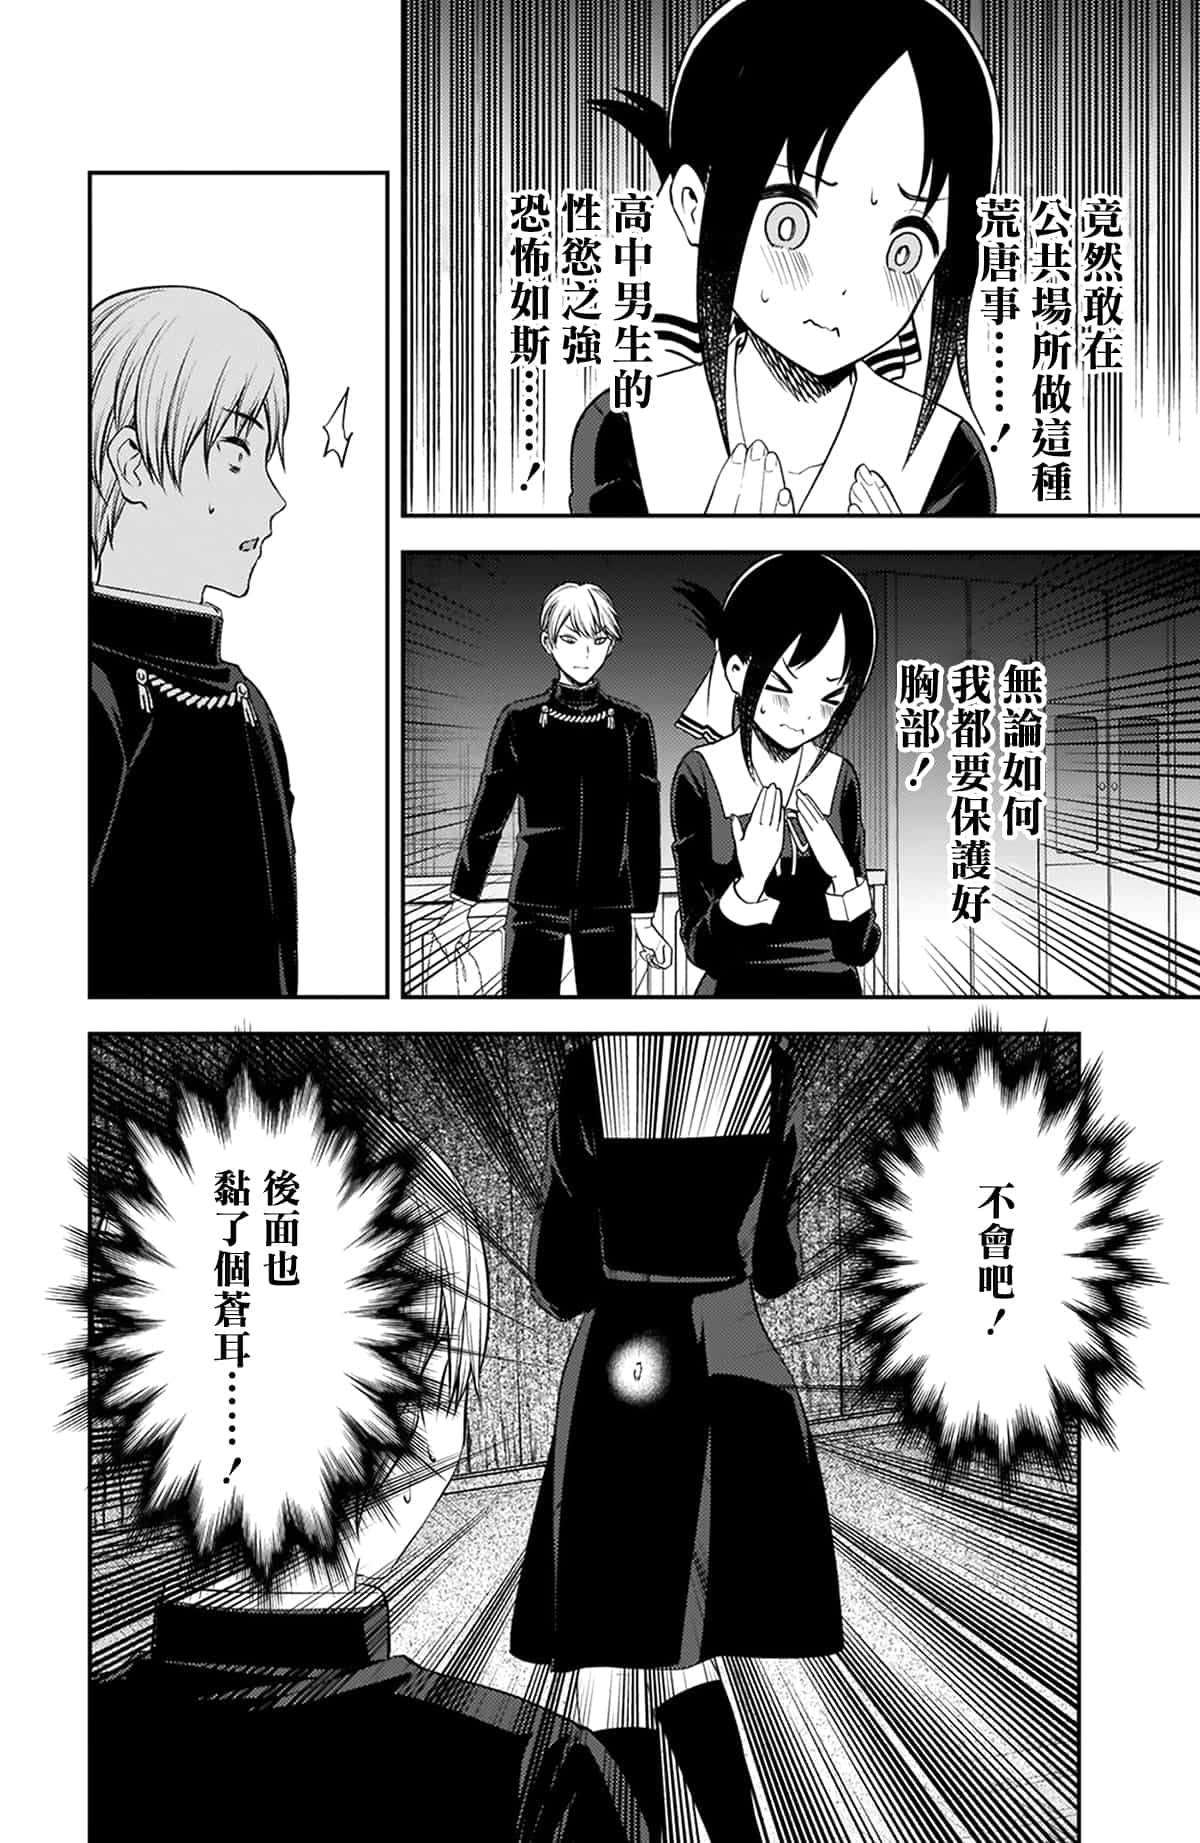 竟然敢在
公共場所做這種
荒唐事……！
高中男生的
性慾之強
恐怖如斯……！
無論如何
我都要保護好
胸部！
不會吧！
後面也
黏了個蒼耳……！